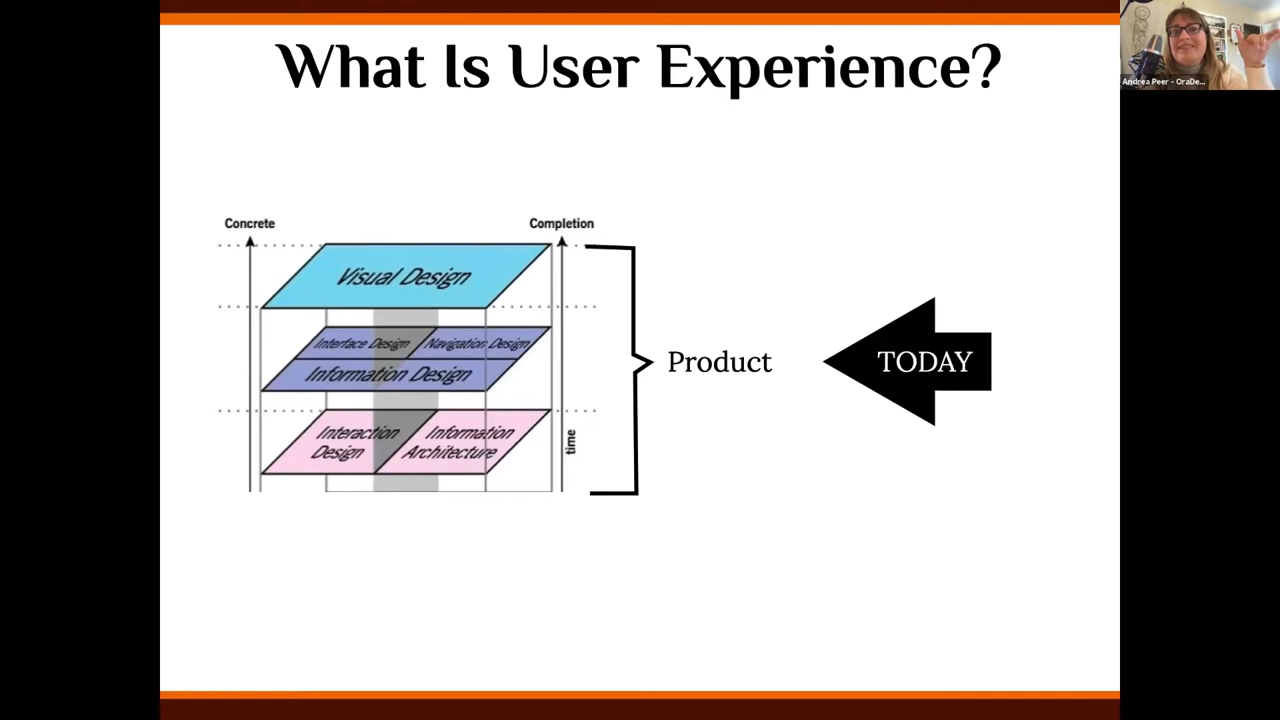 What Is User Experience?
Andrea Peer - OraDe...
Concrete
Completion
Visual Design
Interface Design
Navigation Design
Information Design
Interaction
Design
Information
Architecture
time
Product
TODAY